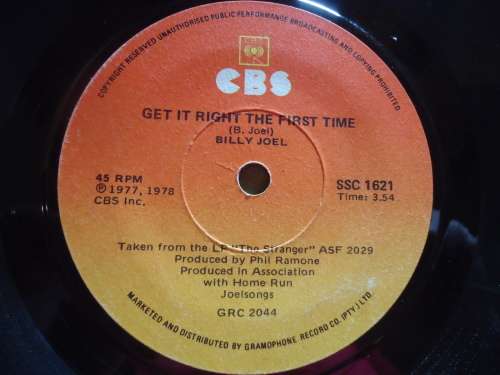 COPYRIGHT RESERVED UNAUTHORISED PUBLIC PERFORMANCE BROADCASTING AND COPYING OF THIS RECORD PROHIBITED
CBS
GET IT RIGHT THE FIRST TIME
(B. Joel)
BILLY JOEL
45 RPM
℗ 1977, 1978
CBS Inc.
SSC 1621
Time: 3.54
Taken from the LP "The Stranger" ASF 2029
Produced by Phil Ramone
Produced in Association
with Home Run
Joelsongs
GRC 2044
MARKETED AND DISTRIBUTED BY GRAMOPHONE RECORD CO. (PTY.) LTD